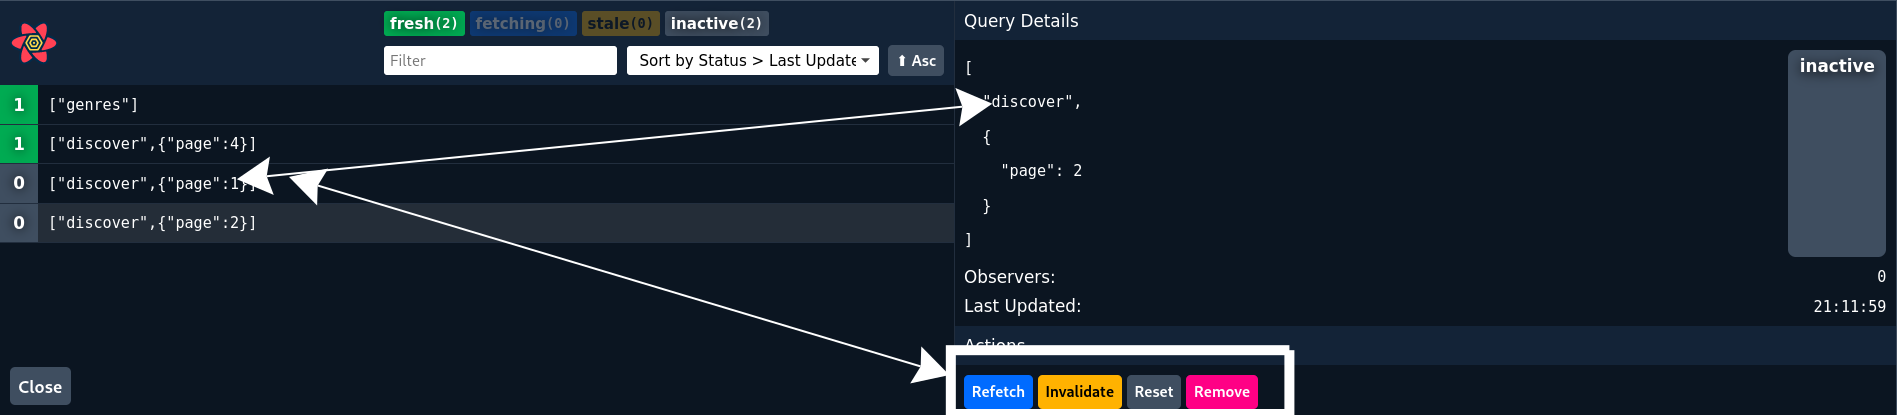 fresh(2) fetching(0) stale(0) inactive(2)
Filter Sort by Status > Last Update ⬆ Asc
1 ["genres"]
1 ["discover",{"page":4}]
0 ["discover",{"page":1}]
0 ["discover",{"page":2}]
Close
Query Details
[
"discover",
{
"page": 2
}
]
inactive
Observers: 0
Last Updated: 21:11:59
Actions
Refetch Invalidate Reset Remove